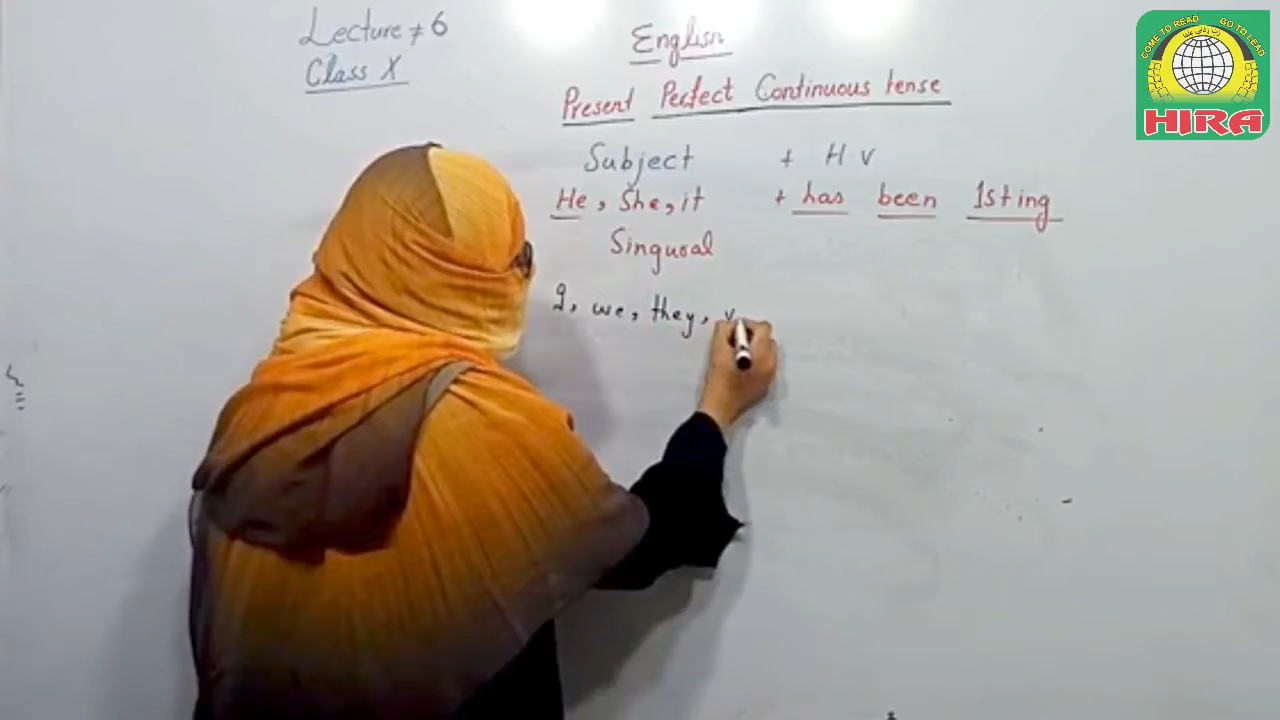 Lecture ≠ 6
Class X
English
Present Perfect Continuous tense
Subject + H v
He, She, it + has been 1st ing
Singural
I, we, they, y
COME TO READ GO TO LEAD
HIRA